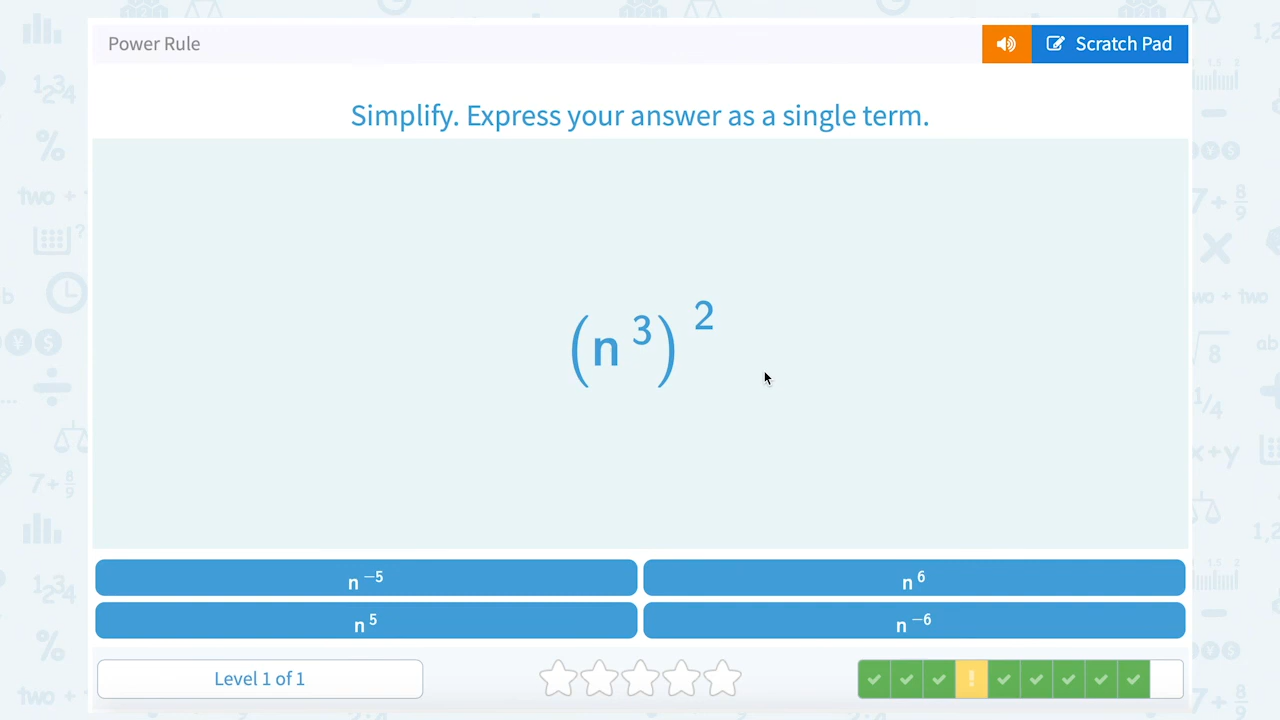 Power Rule
Scratch Pad
Simplify. Express your answer as a single term.
(n³)²
n⁻⁵
n⁶
n⁵
n⁻⁶
Level 1 of 1